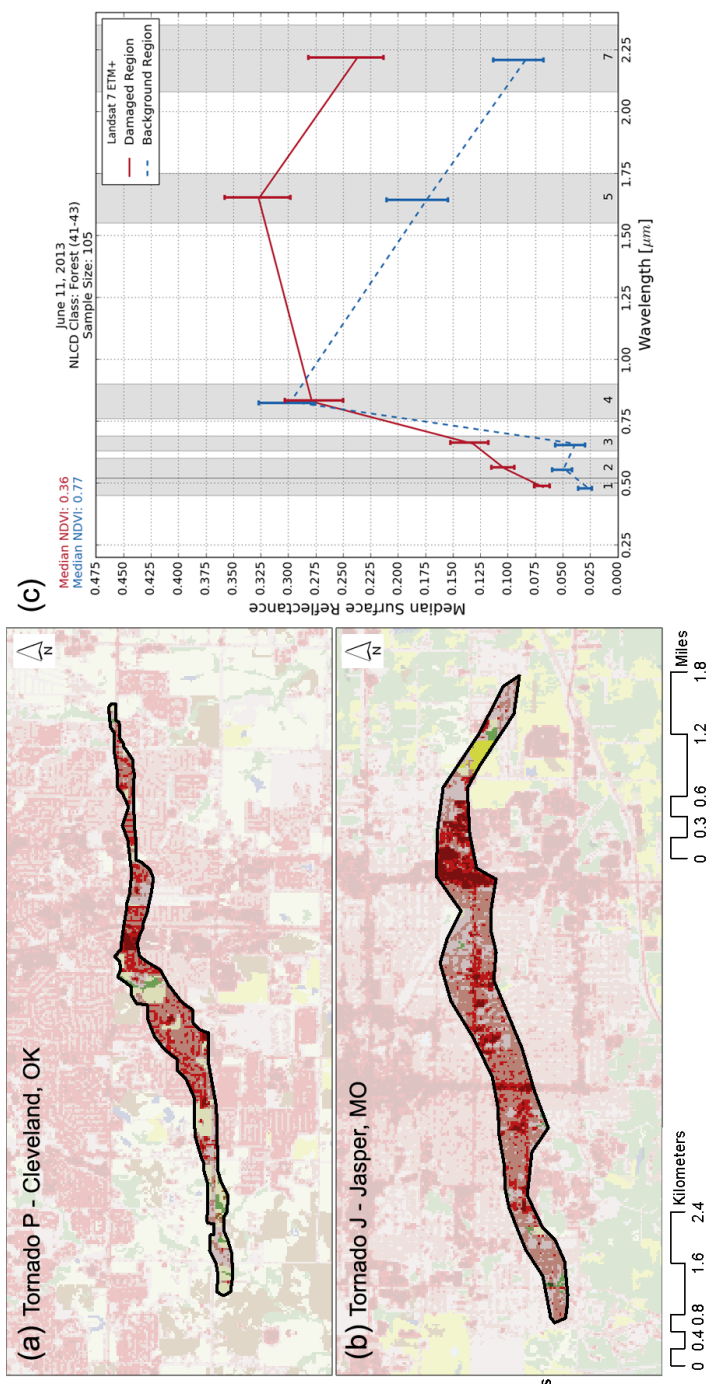 (a) Tornado P - Cleveland, OK
N
(b) Tornado J - Jasper, MO
N
0 0.4 0.8 1.6 2.4
Kilometers
0 0.3 0.6 1.2 1.8
Miles
s
(c)
Median NDVI: 0.36
Median NDVI: 0.77
June 11, 2013
NLCD Class: Forest (41-43)
Sample Size: 105
Landsat 7 ETM+
Damaged Region
Background Region
Median Surface Reflectance
0.475
0.450
0.425
0.400
0.375
0.350
0.325
0.300
0.275
0.250
0.225
0.200
0.175
0.150
0.125
0.100
0.075
0.050
0.025
0.000
1 2 3 4 5 7
0.25 0.50 0.75 1.00 1.25 1.50 1.75 2.00 2.25
Wavelength [μm]